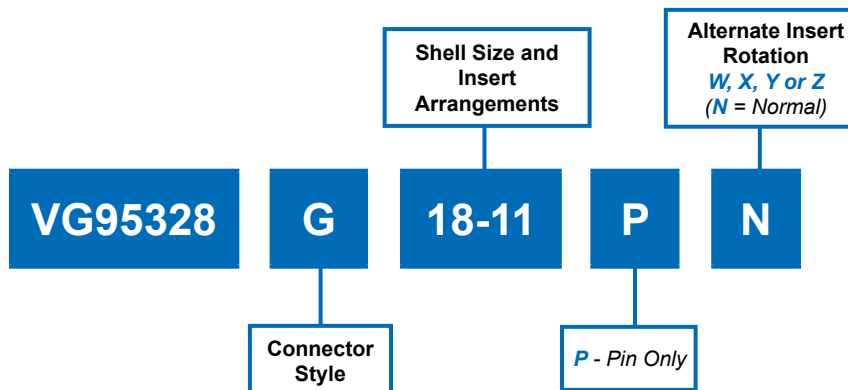 Shell Size and
Insert
Arrangements
Alternate Insert
Rotation
W, X, Y or Z
(N = Normal)
VG95328 G 18-11 P N
Connector
Style
P - Pin Only